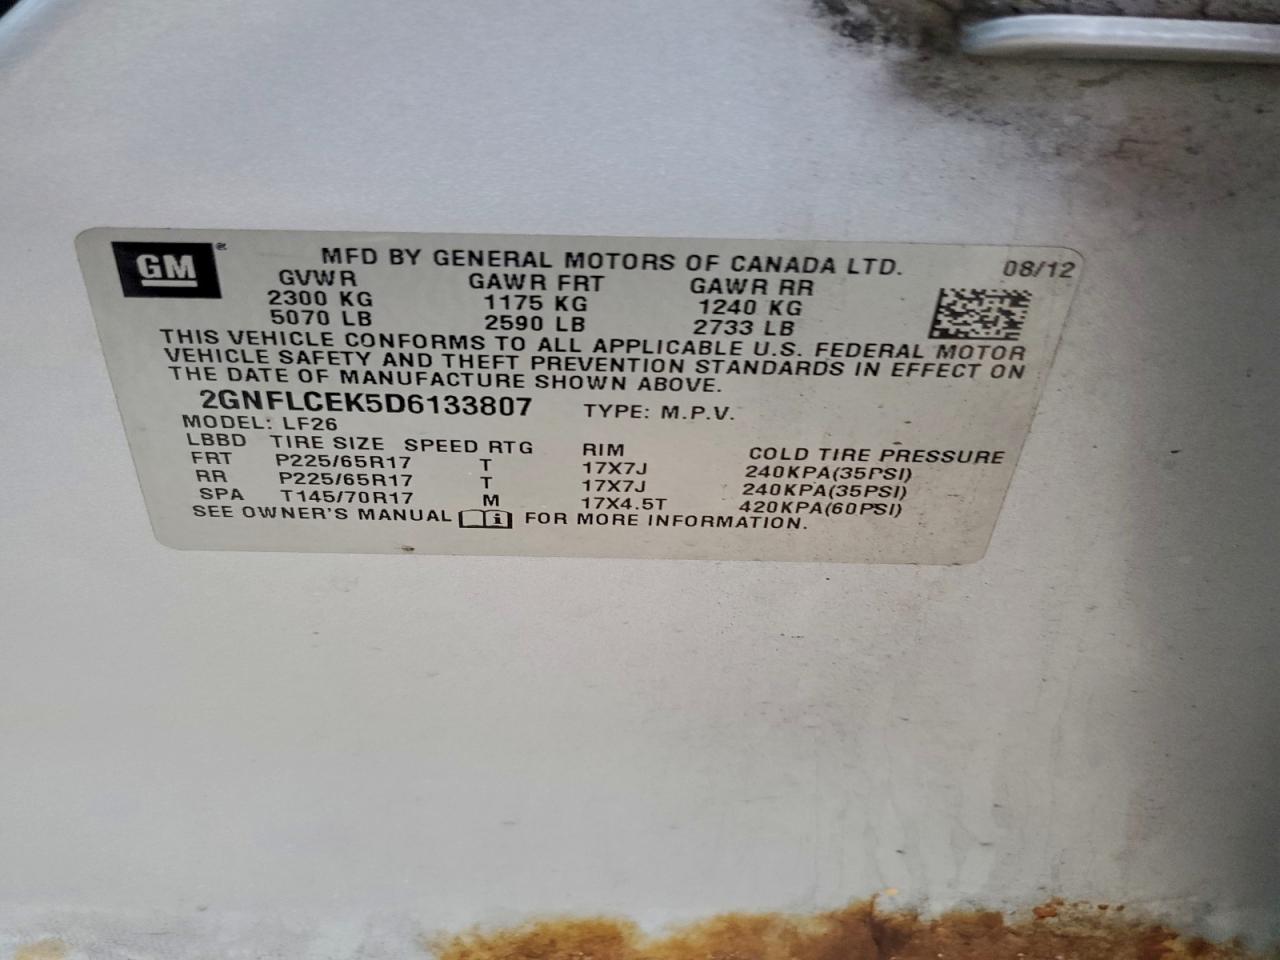 GM ®
MFD BY GENERAL MOTORS OF CANADA LTD. 08/12
GVWR GAWR FRT GAWR RR
2300 KG 1175 KG 1240 KG
5070 LB 2590 LB 2733 LB
THIS VEHICLE CONFORMS TO ALL APPLICABLE U.S. FEDERAL MOTOR
VEHICLE SAFETY AND THEFT PREVENTION STANDARDS IN EFFECT ON
THE DATE OF MANUFACTURE SHOWN ABOVE.
2GNFLCEK5D6133807 TYPE: M.P.V.
MODEL: LF26
LBBD TIRE SIZE SPEED RTG RIM COLD TIRE PRESSURE
FRT P225/65R17 T 17X7J 240KPA(35PSI)
RR P225/65R17 T 17X7J 240KPA(35PSI)
SPA T145/70R17 M 17X4.5T 420KPA(60PSI)
SEE OWNER'S MANUAL i FOR MORE INFORMATION.